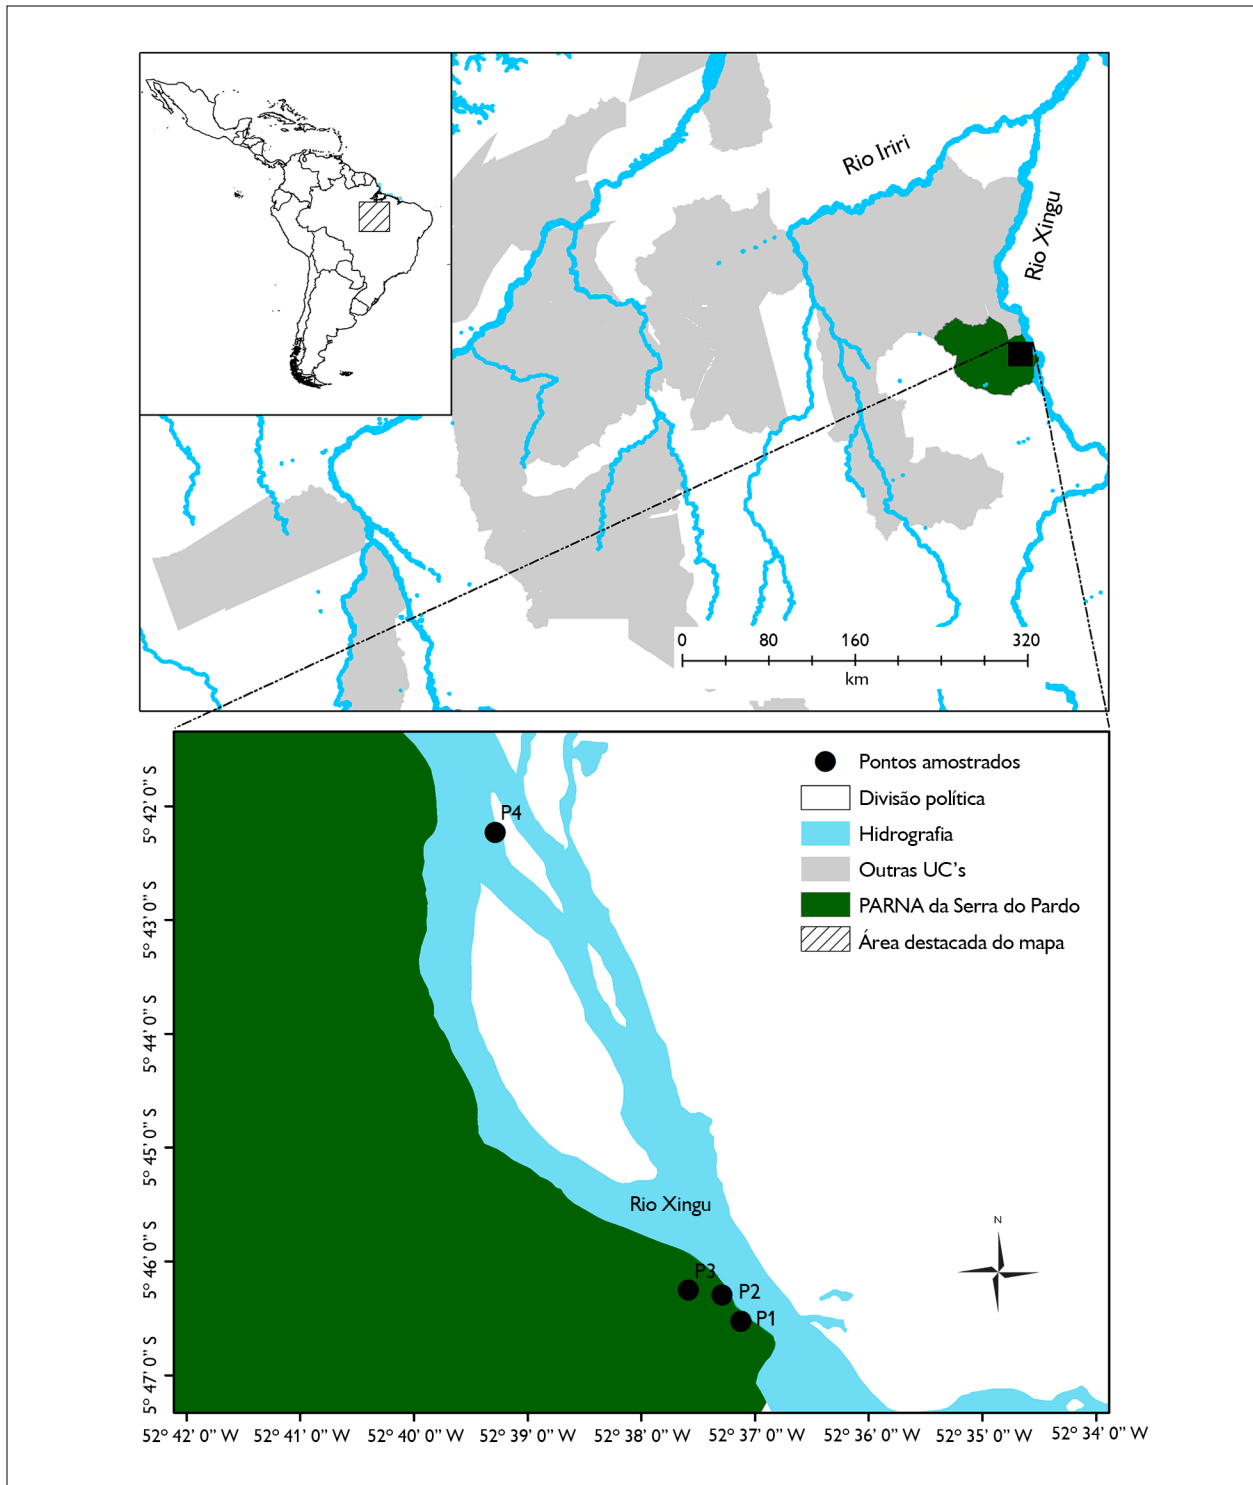 Rio Iriri
Rio Xingu
0 80 160 320
km
Pontos amostrados
Divisão política
Hidrografia
Outras UC's
PARNA da Serra do Pardo
Área destacada do mapa
P4
Rio Xingu
N
P3
P2
P1
5° 42' 0" S
5° 43' 0" S
5° 44' 0" S
5° 45' 0" S
5° 46' 0" S
5° 47' 0" S
52° 42' 0" W 52° 41' 0" W 52° 40' 0" W 52° 39' 0" W 52° 38' 0" W 52° 37' 0" W 52° 36' 0" W 52° 35' 0" W 52° 34' 0" W